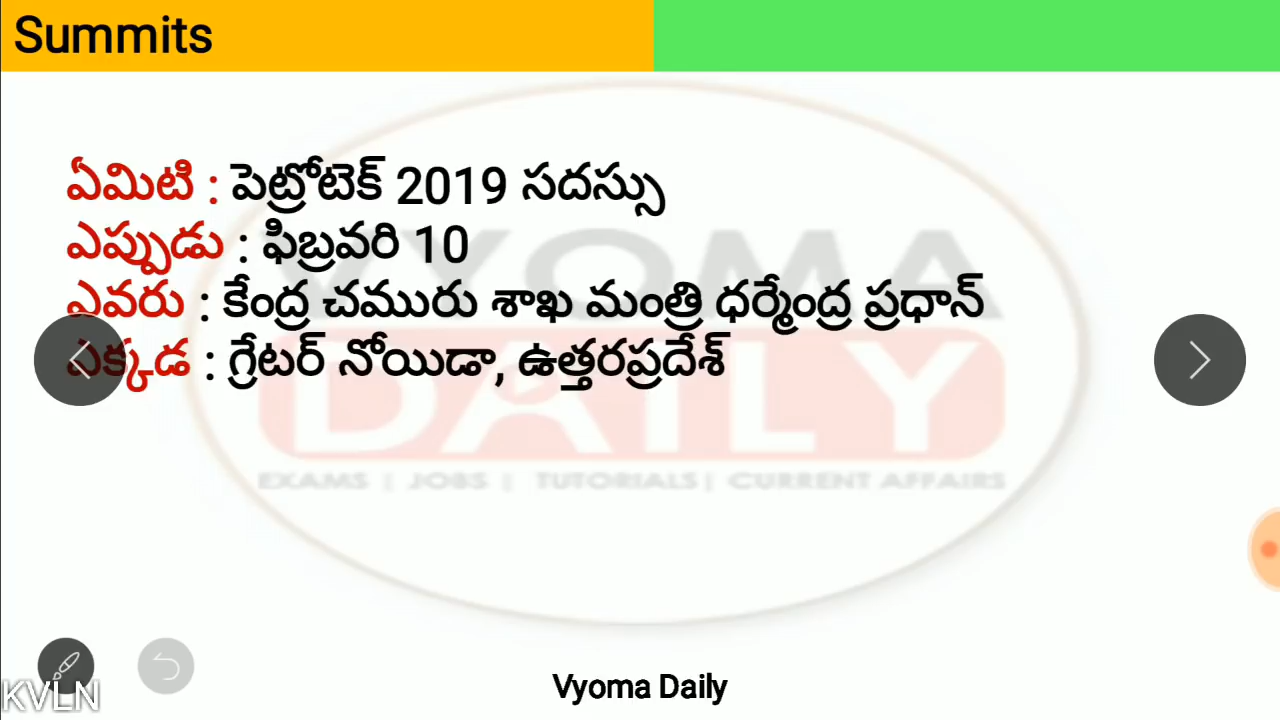 Summits
ఏమిటి : పెట్రోటెక్ 2019 సదస్సు
ఎప్పుడు : ఫిబ్రవరి 10
ఎవరు : కేంద్ర చమురు శాఖ మంత్రి ధర్మేంద్ర ప్రధాన్
ఎక్కడ : గ్రేటర్ నోయిడా, ఉత్తరప్రదేశ్
VYOMA
DAILY
EXAMS | JOBS | TUTORIALS | CURRENT AFFAIRS
Vyoma Daily
KVLN